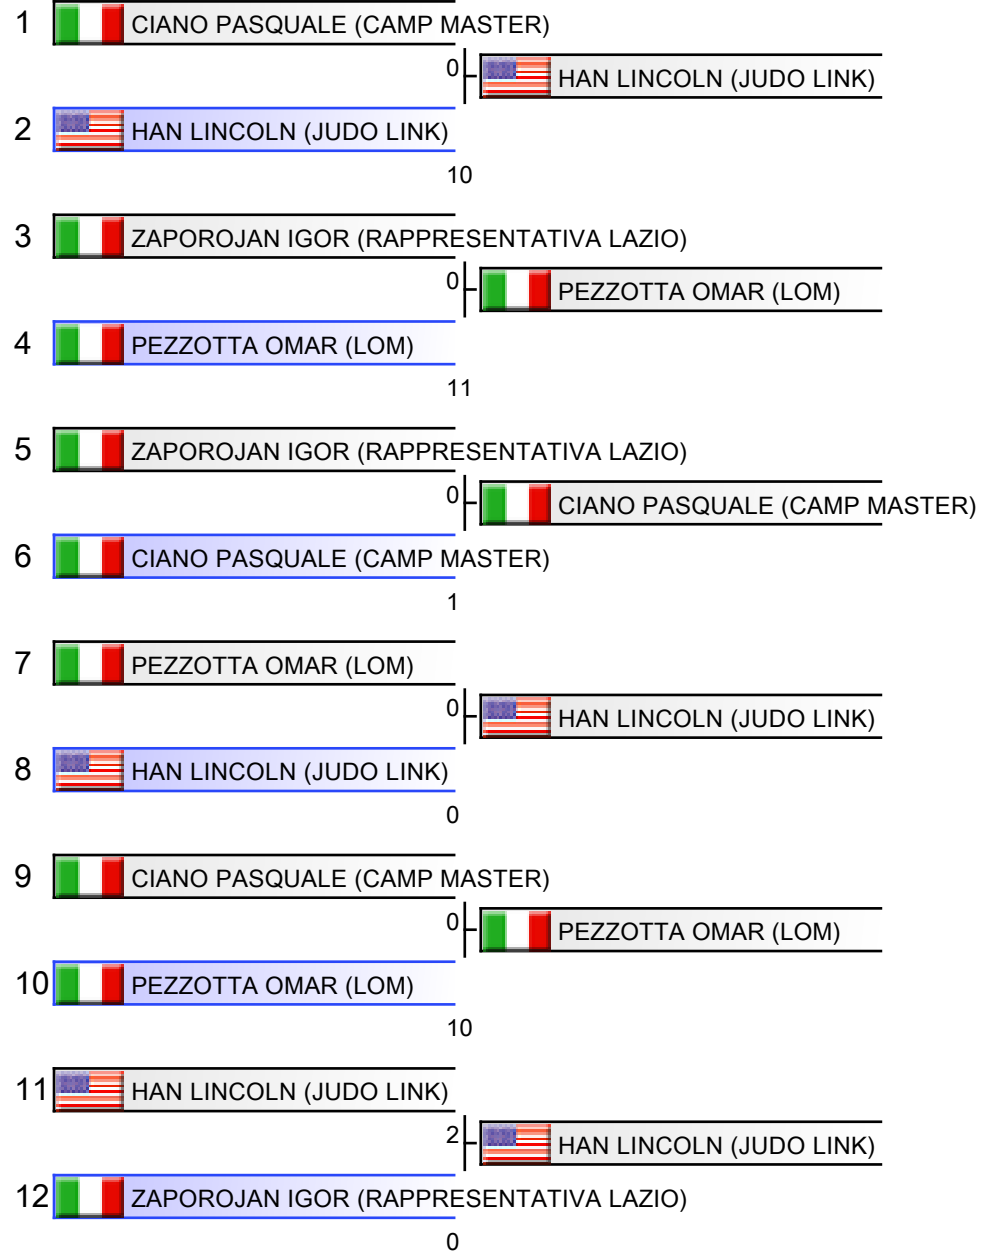 1 CIANO PASQUALE (CAMP MASTER)
0 HAN LINCOLN (JUDO LINK)
2 HAN LINCOLN (JUDO LINK)
10
3 ZAPOROJAN IGOR (RAPPRESENTATIVA LAZIO)
0 PEZZOTTA OMAR (LOM)
4 PEZZOTTA OMAR (LOM)
11
5 ZAPOROJAN IGOR (RAPPRESENTATIVA LAZIO)
0 CIANO PASQUALE (CAMP MASTER)
6 CIANO PASQUALE (CAMP MASTER)
1
7 PEZZOTTA OMAR (LOM)
0 HAN LINCOLN (JUDO LINK)
8 HAN LINCOLN (JUDO LINK)
0
9 CIANO PASQUALE (CAMP MASTER)
0 PEZZOTTA OMAR (LOM)
10 PEZZOTTA OMAR (LOM)
10
11 HAN LINCOLN (JUDO LINK)
2 HAN LINCOLN (JUDO LINK)
12 ZAPOROJAN IGOR (RAPPRESENTATIVA LAZIO)
0